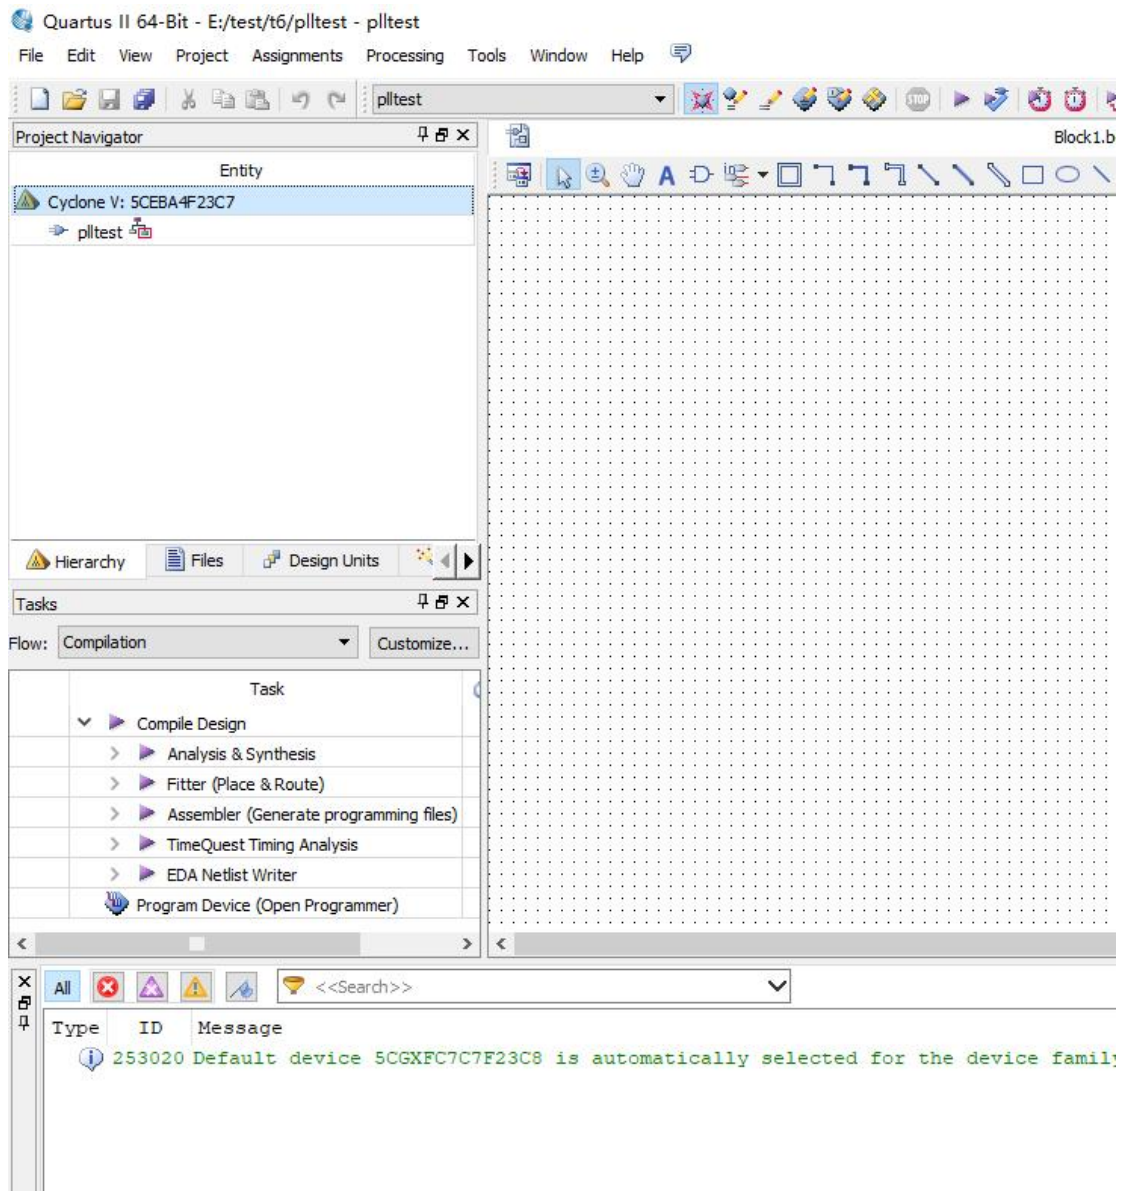 Quartus II 64-Bit - E:/test/t6/plltest - plltest
File Edit View Project Assignments Processing Tools Window Help
plltest
STOP
Project Navigator
Block1.b
Entity
Cyclone V: 5CEBA4F23C7
plltest
Hierarchy Files Design Units
Tasks
Flow: Compilation Customize...
Task
Compile Design
Analysis & Synthesis
Fitter (Place & Route)
Assembler (Generate programming files)
TimeQuest Timing Analysis
EDA Netlist Writer
Program Device (Open Programmer)
All <<Search>>
Type ID Message
253020 Default device 5CGXFC7C7F23C8 is automatically selected for the device family